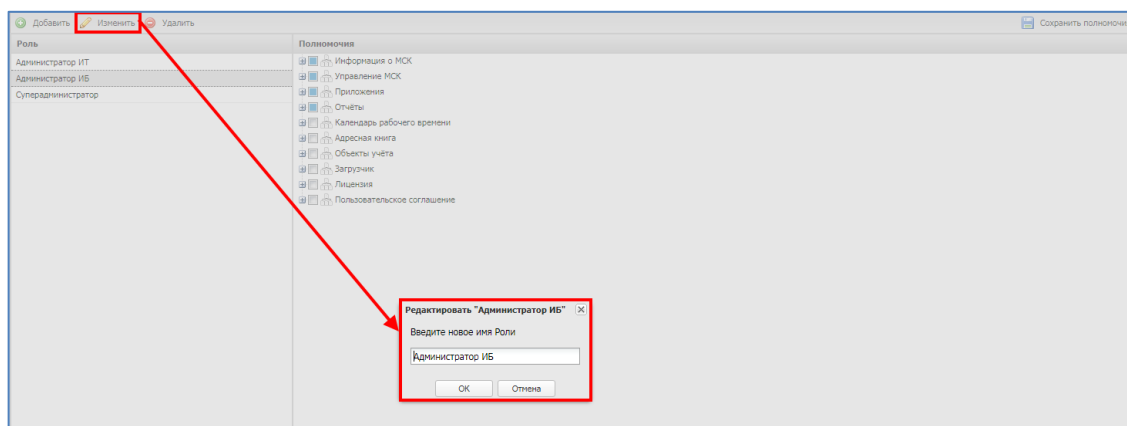 Добавить Изменить Удалить Сохранить полномочи
Роль Полномочия
Администратор ИТ
Администратор ИБ
Суперадминистратор
Информация о МСК
Управление МСК
Приложения
Отчёты
Календарь рабочего времени
Адресная книга
Объекты учёта
Загрузчик
Лицензия
Пользовательское соглашение
Редактировать "Администратор ИБ"
Введите новое имя Роли
Администратор ИБ
ОК Отмена